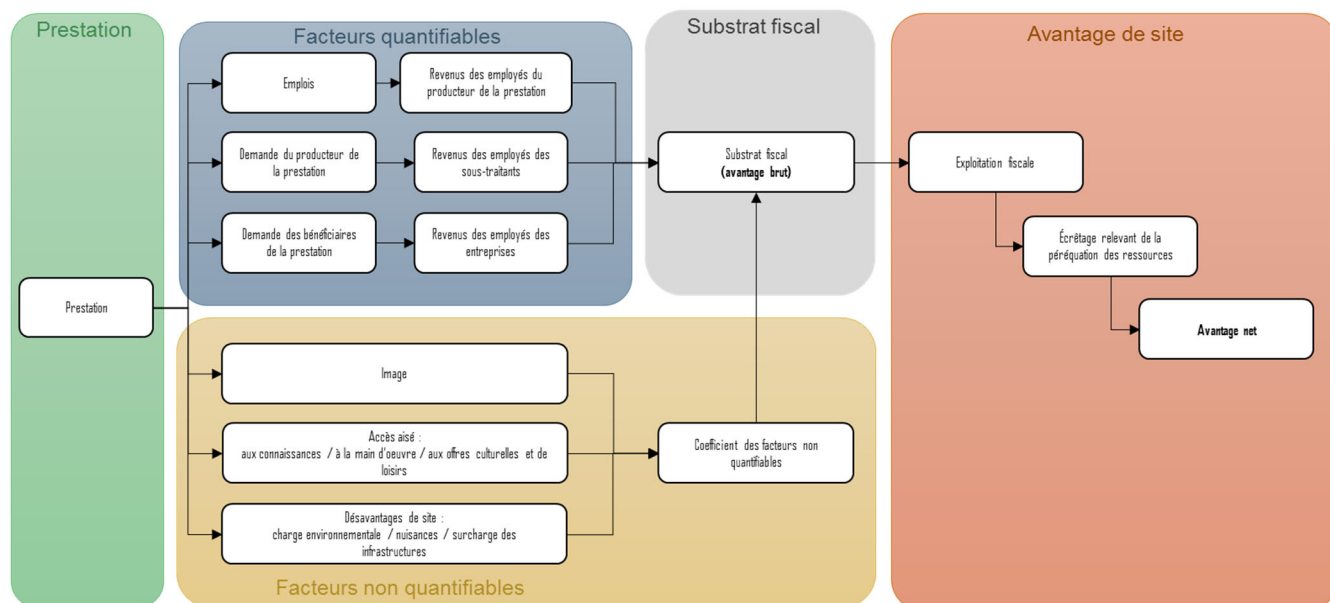 Prestation
Facteurs quantifiables
Substrat fiscal
Avantage de site
Emplois
Revenus des employés du
producteur de la prestation
Demande du producteur de
la prestation
Revenus des employés des
sous-traitants
Demande des bénéficiaires
de la prestation
Revenus des employés des
entreprises
Substrat fiscal
(avantage brut)
Exploitation fiscale
Écrêtage relevant de la
péréquation des ressources
Avantage net
Prestation
Image
Accès aisé :
aux connaissances / à la main d'oeuvre / aux offres culturelles et de
loisirs
Désavantages de site :
charge environnementale / nuisances / surcharge des
infrastructures
Coefficient des facteurs non
quantifiables
Facteurs non quantifiables